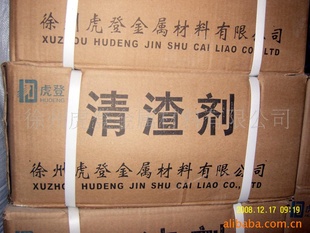 徐州虎登金属材料有限公司
XUZHOU HUDENG JIN SHU CAI LIAO CO.,LTD
虎登
HUDENG
清渣剂
徐州虎登金属材料有限公司
XUZHOU HUDENG JIN SHU CAI LIAO CO.,LTD
2008.12.17 09:19
alibaba.com.cn